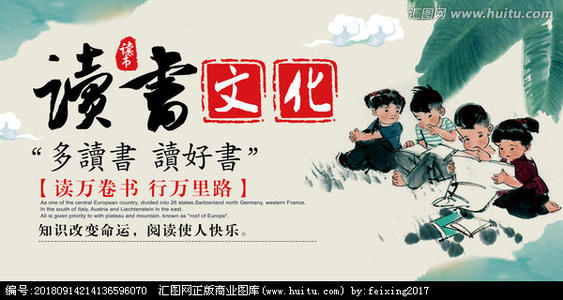 汇图网
www.huitu.com
读书
讀書文化
“多讀書 讀好書”
【读万卷书 行万里路】
As one of the central European country, divided into 26 states.Switzerland north Germany, western France,
In the south of Italy, Austria and Liechtenstein in the east.
All is given priority to with plateau and mountain, known as "roof of Europe".
知识改变命运，阅读使人快乐。
编号:20180914214136596070 汇图网正版商业图库(www.huitu.com) by:feixing2017